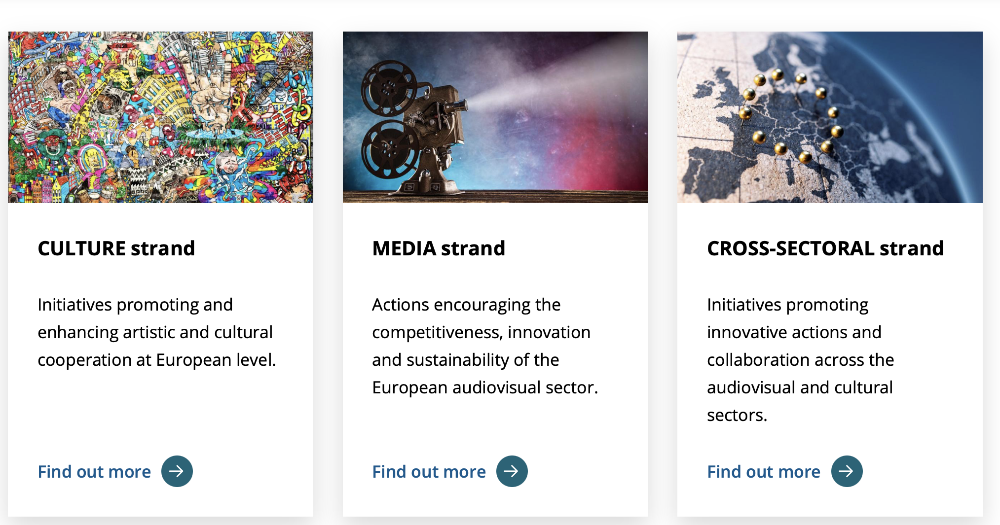 CULTURE strand
Initiatives promoting and
enhancing artistic and cultural
cooperation at European level.
Find out more
MEDIA strand
Actions encouraging the
competitiveness, innovation
and sustainability of the
European audiovisual sector.
Find out more
CROSS-SECTORAL strand
Initiatives promoting
innovative actions and
collaboration across the
audiovisual and cultural
sectors.
Find out more